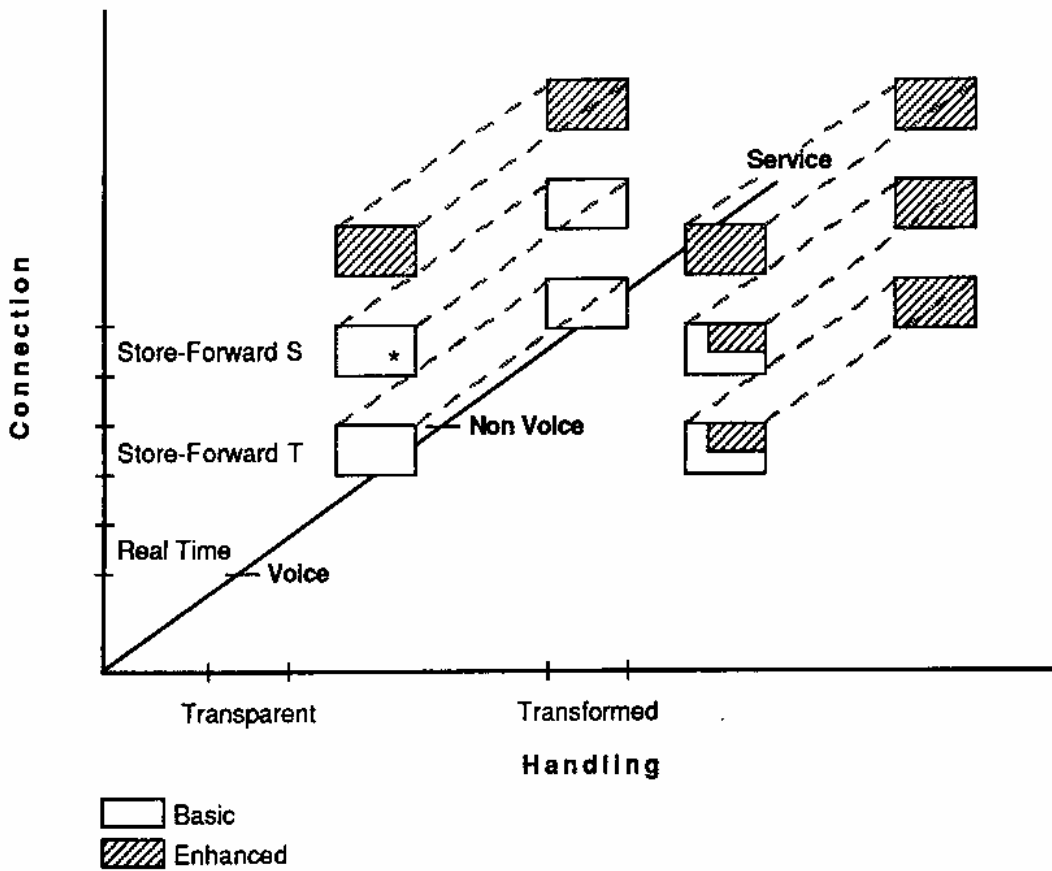 Service
Connection
Store-Forward S
*
Non Voice
Store-Forward T
Real Time
Voice
Transparent
Transformed
Handling
Basic
Enhanced